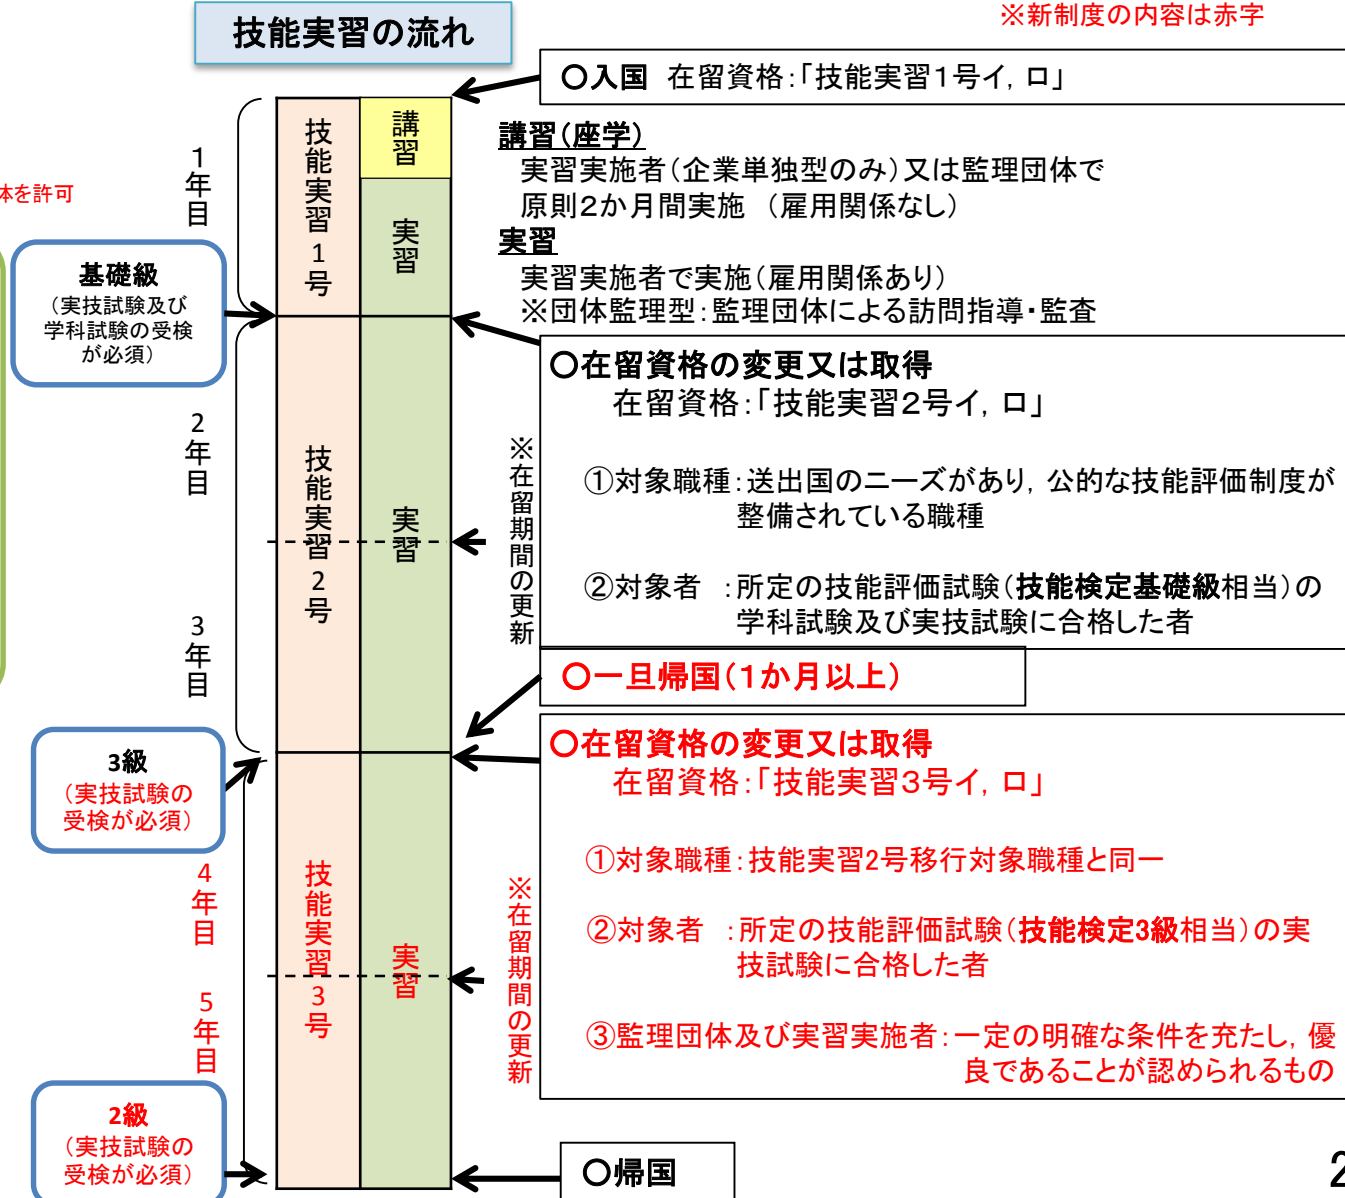 ※新制度の内容は赤字
技能実習の流れ
○入国 在留資格：「技能実習１号イ，ロ」
体を許可
1年目
技能実習1号
講習
実習
講習（座学）
実習実施者（企業単独型のみ）又は監理団体で
原則２か月間実施 （雇用関係なし）
実習
実習実施者で実施（雇用関係あり）
※団体監理型：監理団体による訪問指導・監査
基礎級
（実技試験及び
学科試験の受検
が必須）
○在留資格の変更又は取得
在留資格：「技能実習２号イ，ロ」
①対象職種：送出国のニーズがあり，公的な技能評価制度が
整備されている職種
②対象者 ：所定の技能評価試験（技能検定基礎級相当）の
学科試験及び実技試験に合格した者
2年目
3年目
技能実習2号
実習
※在留期間の更新
○一旦帰国（１か月以上）
3級
（実技試験の
受検が必須）
○在留資格の変更又は取得
在留資格：「技能実習３号イ，ロ」
①対象職種：技能実習2号移行対象職種と同一
②対象者 ：所定の技能評価試験（技能検定3級相当）の実
技試験に合格した者
③監理団体及び実習実施者：一定の明確な条件を充たし，優
良であることが認められるもの
4年目
5年目
技能実習3号
実習
※在留期間の更新
2級
（実技試験の
受検が必須）
○帰国
2